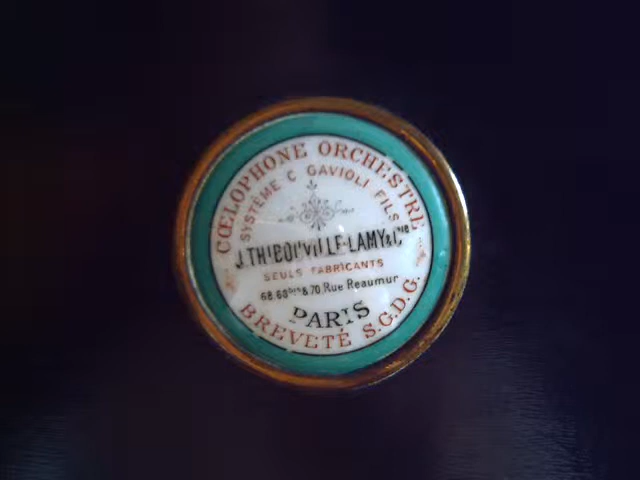 CŒLOPHONE ORCHESTRE
SYSTÈME C GAVIOLI FILS
J. THIBOUVILLE-LAMY & Cie
SEULS FABRICANTS
68.68bis & 70 Rue Reaumur
PARIS
BREVETÉ S.G.D.G.